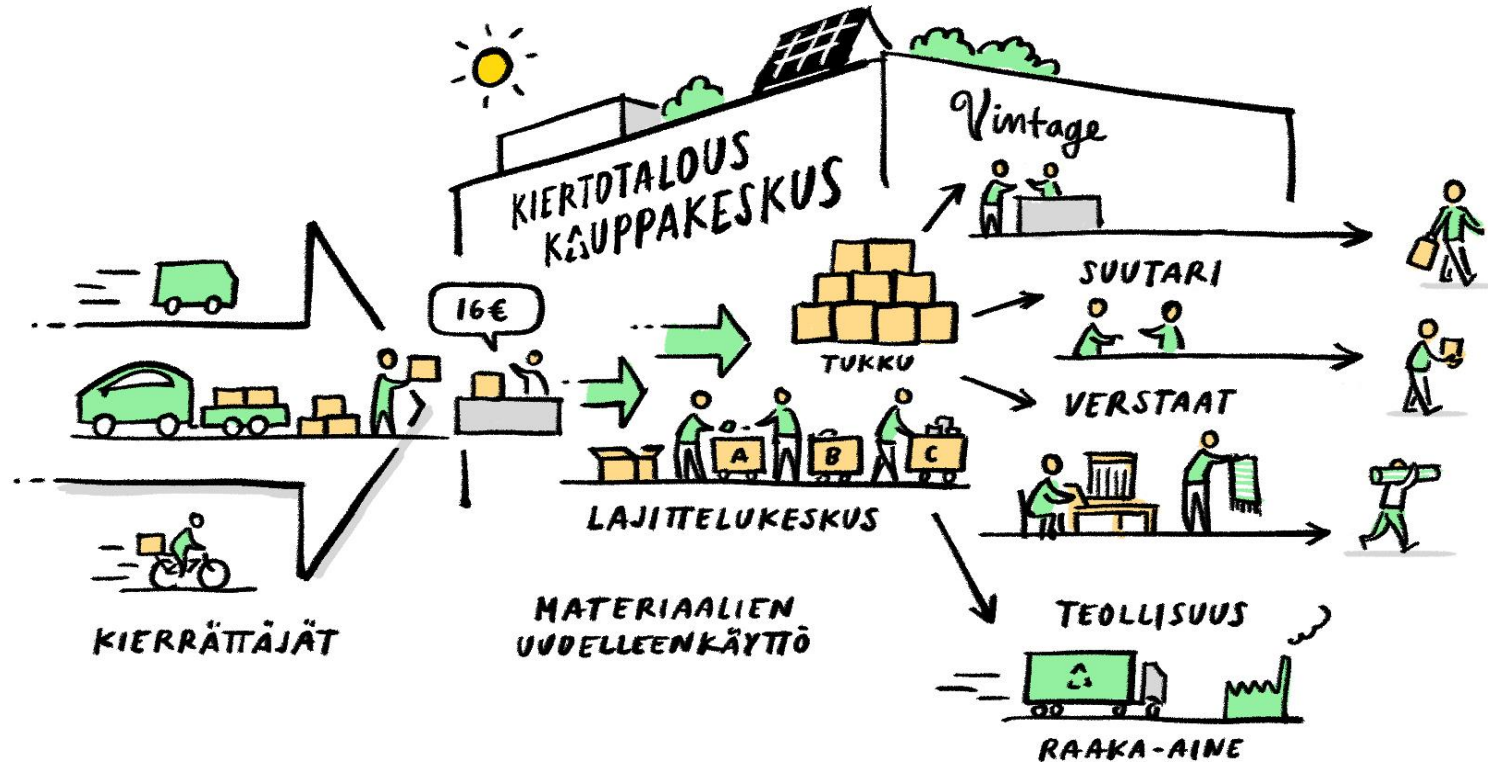 KIERTOTALOUS
KAUPPAKESKUS
Vintage
16€
SUUTARI
TUKKU
VERSTAAT
A B C
LAJITTELUKESKUS
KIERRÄTTÄJÄT
MATERIAALIEN
UUDELLEENKÄYTTÖ
TEOLLISUUS
RAAKA-AINE